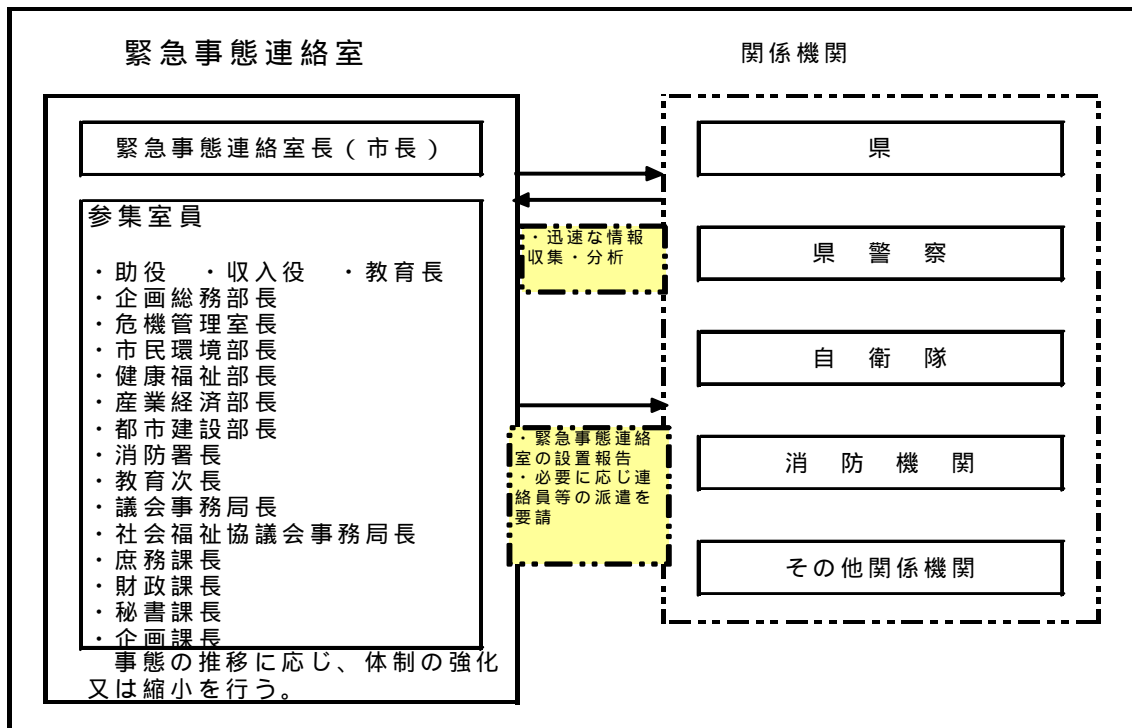 緊急事態連絡室
関係機関
緊急事態連絡室長(市長)
参集室員
・助役 ・収入役 ・教育長
・企画総務部長
・危機管理室長
・市民環境部長
・健康福祉部長
・産業経済部長
・都市建設部長
・消防署長
・教育次長
・議会事務局長
・社会福祉協議会事務局長
・庶務課長
・財政課長
・秘書課長
・企画課長
事態の推移に応じ、体制の強化
又は縮小を行う。
・迅速な情報
収集・分析
・緊急事態連絡
室の設置報告
・必要に応じ連
絡員等の派遣を
要請
県
県警察
自衛隊
消防機関
その他関係機関